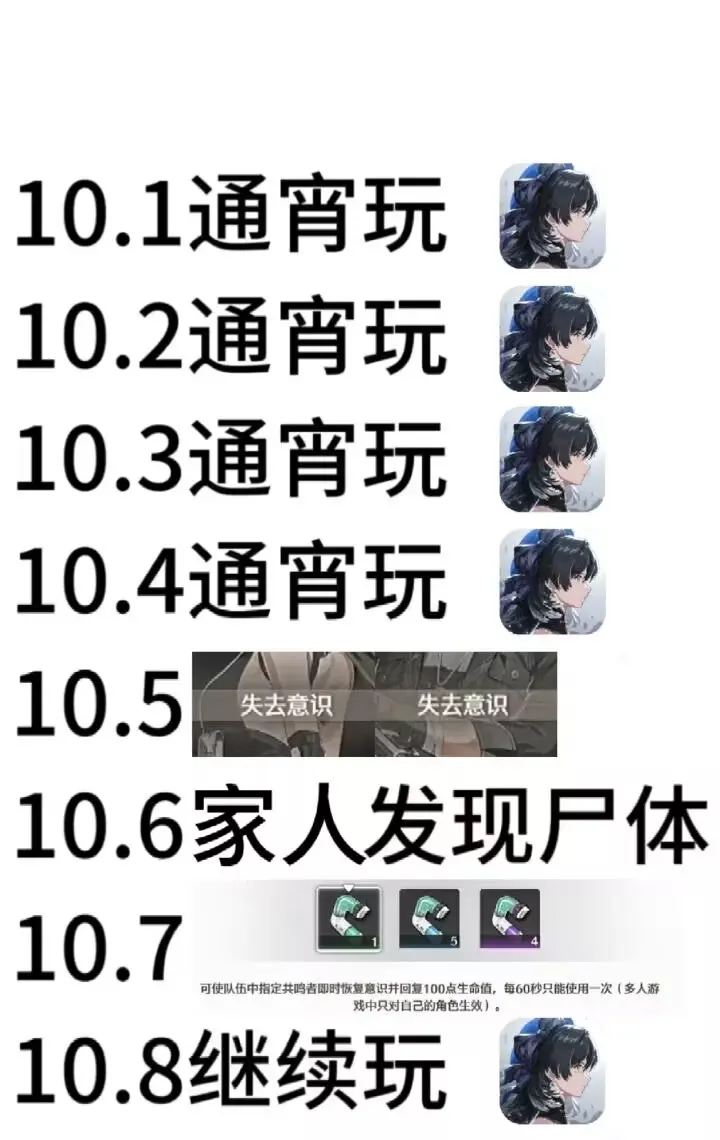 10.1通宵玩
10.2通宵玩
10.3通宵玩
10.4通宵玩
10.5 失去意识 失去意识
10.6家人发现尸体
10.7
1 5 4
可使队伍中指定共鸣者即时恢复意识并回复100点生命值，每60秒只能使用一次（多人游
戏中只对自己的角色生效）。
10.8继续玩